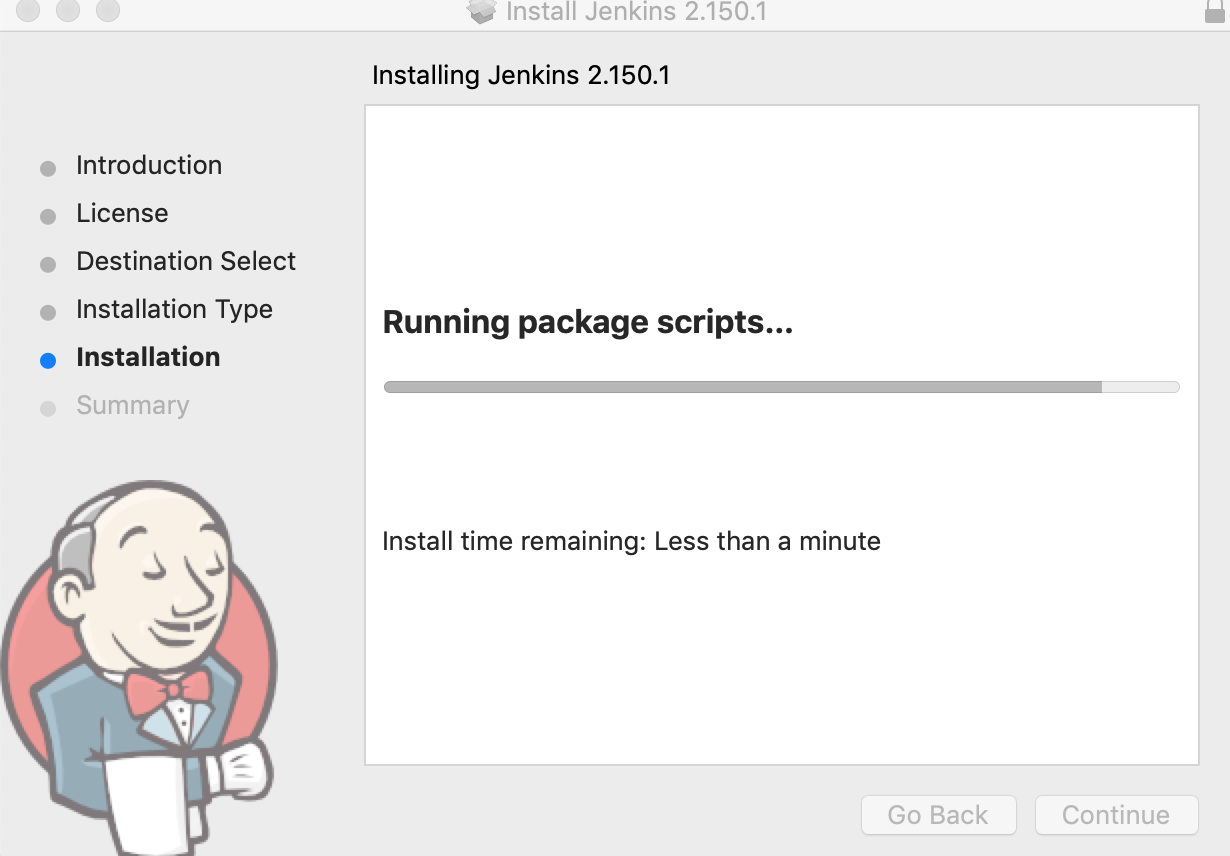 Install Jenkins 2.150.1
Installing Jenkins 2.150.1
Introduction
License
Destination Select
Installation Type
Installation
Summary
Running package scripts...
Install time remaining: Less than a minute
Go Back
Continue